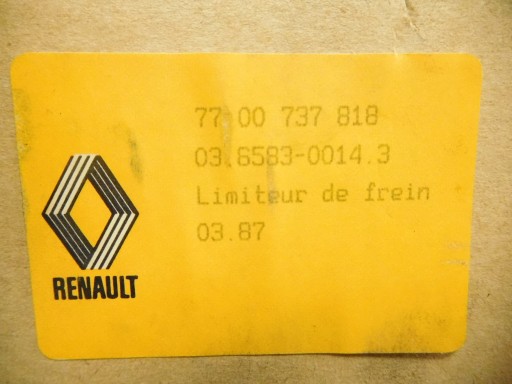 77 00 737 818
03.6583-0014.3
Limiteur de frein
03.87
RENAULT